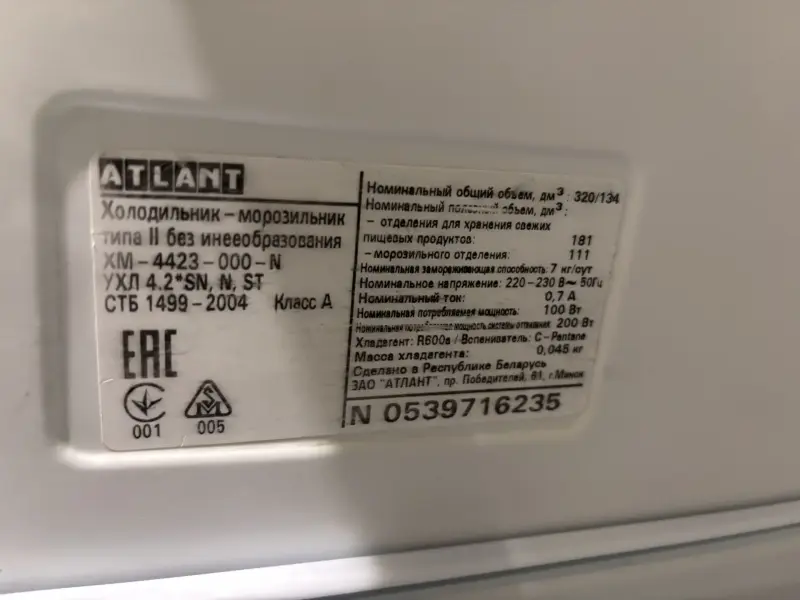 ATLANT
Холодильник – морозильник
типа II без инееобразования
ХМ – 4423 – 000 – N
УХЛ 4.2*SN, N, ST
СТБ 1499 – 2004 Класс А
EAC
001
005
Номинальный общий объем, дм³ : 320/134
Номинальный полезный объем, дм³ :
– отделения для хранения свежих
пищевых продуктов: 181
– морозильного отделения: 111
Номинальная замораживающая способность: 7 кг/сут
Номинальное напряжение: 220 – 230 В ~ 50Гц
Номинальный ток: 0,7 А
Номинальная потребляемая мощность: 100 Вт
Номинальная потребляемая мощность системы оттаивания: 200 Вт
Хладагент: R600a / Вспениватель: C – Pentane
Масса хладагента: 0,045 кг
Сделано в Республике Беларусь
ЗАО "АТЛАНТ", пр. Победителей, 61, г.Минск
N 0539716235